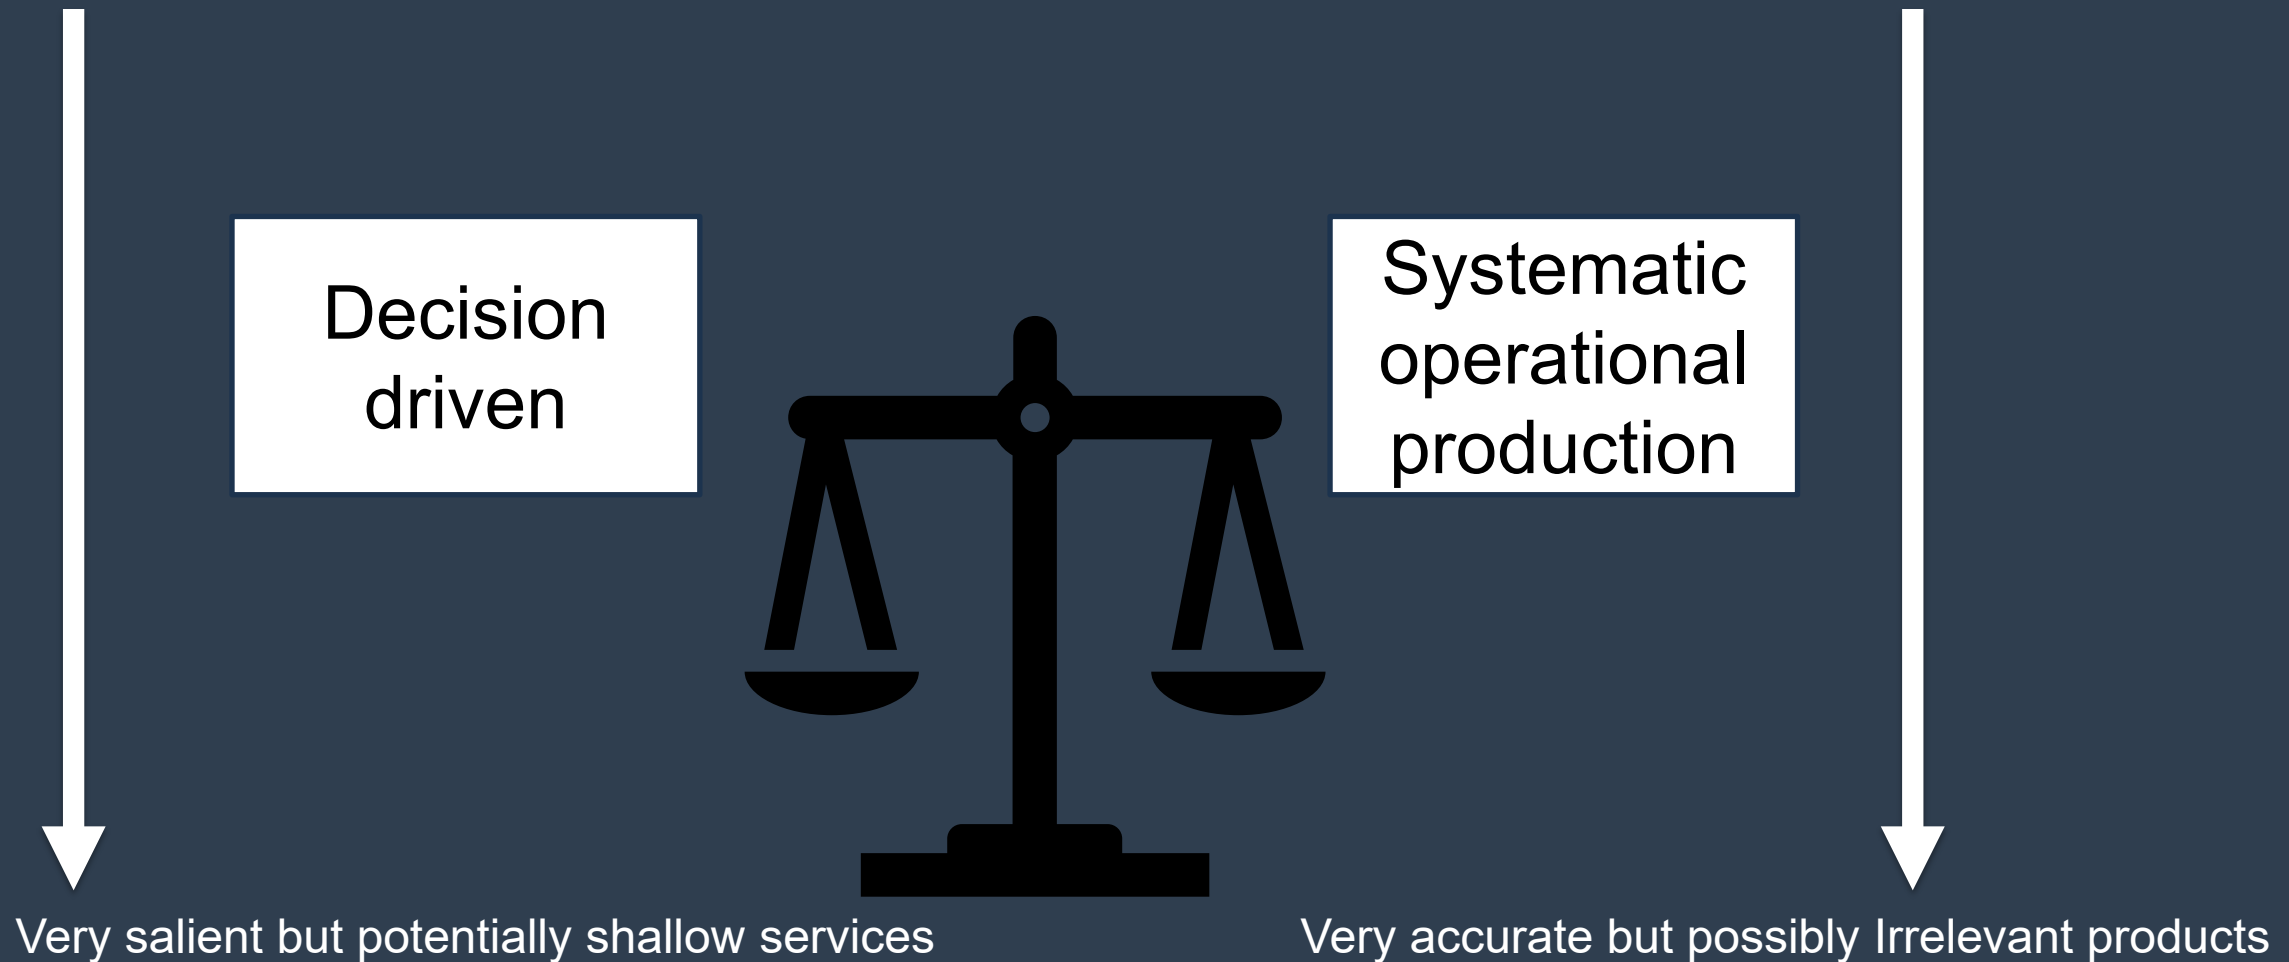 Decision
driven
Systematic
operational
production
Very salient but potentially shallow services
Very accurate but possibly Irrelevant products